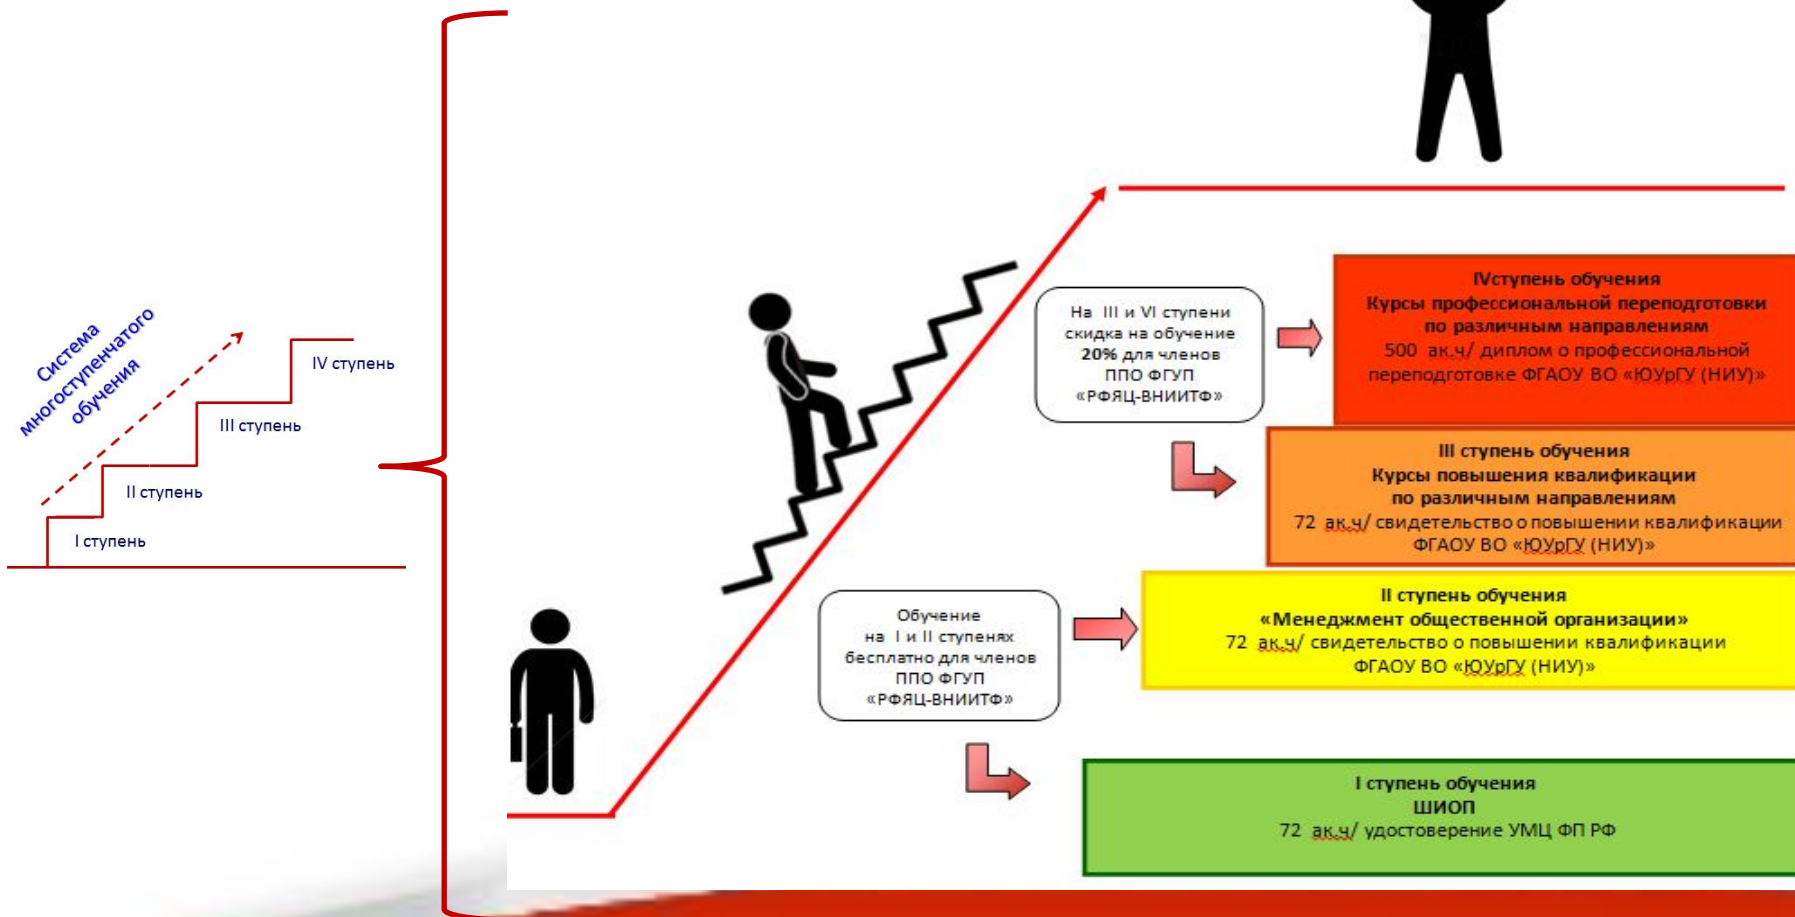 Система
многоступенчатого
обучения
IV ступень
III ступень
II ступень
I ступень
На III и VI ступени
скидка на обучение
20% для членов
ППО ФГУП
«РФЯЦ-ВНИИТФ»
IVступень обучения
Курсы профессиональной переподготовки
по различным направлениям
500 ак.ч/ диплом о профессиональной
переподготовке ФГАОУ ВО «ЮУрГУ (НИУ)»
III ступень обучения
Курсы повышения квалификации
по различным направлениям
72 ак.ч/ свидетельство о повышении квалификации
ФГАОУ ВО «ЮУрГУ (НИУ)»
Обучение
на I и II ступенях
бесплатно для членов
ППО ФГУП
«РФЯЦ-ВНИИТФ»
II ступень обучения
«Менеджмент общественной организации»
72 ак.ч/ свидетельство о повышении квалификации
ФГАОУ ВО «ЮУрГУ (НИУ)»
I ступень обучения
ШИОП
72 ак.ч/ удостоверение УМЦ ФП РФ